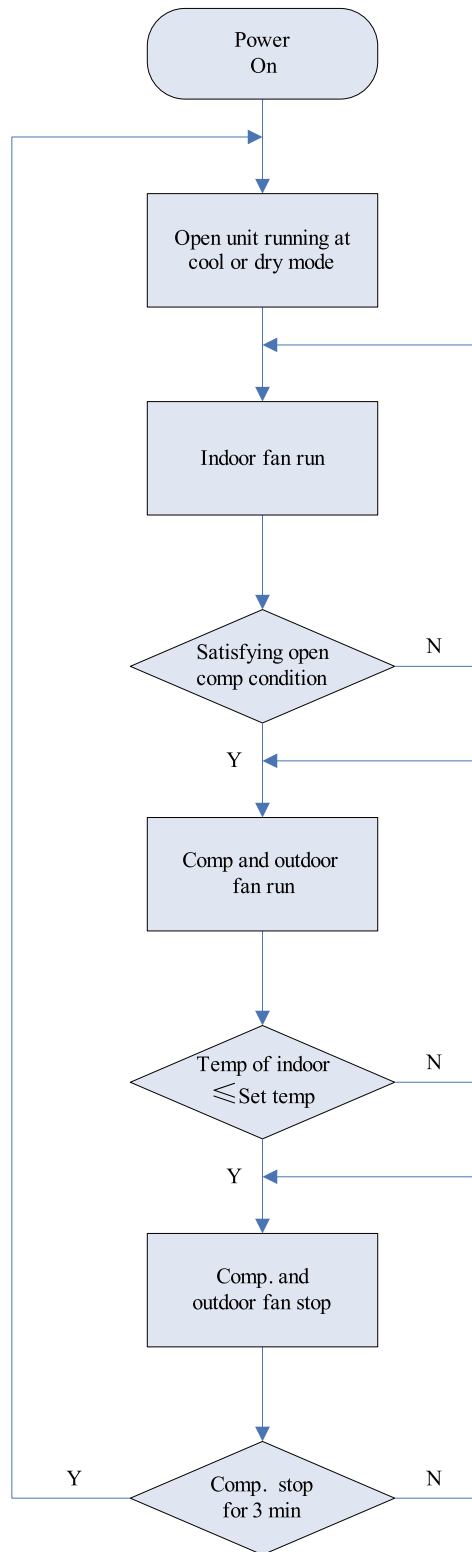 Power
On
Open unit running at
cool or dry mode
Indoor fan run
Satisfying open
comp condition
N
Y
Comp and outdoor
fan run
Temp of indoor
≤Set temp
N
Y
Comp. and
outdoor fan stop
Y
Comp. stop
for 3 min
N